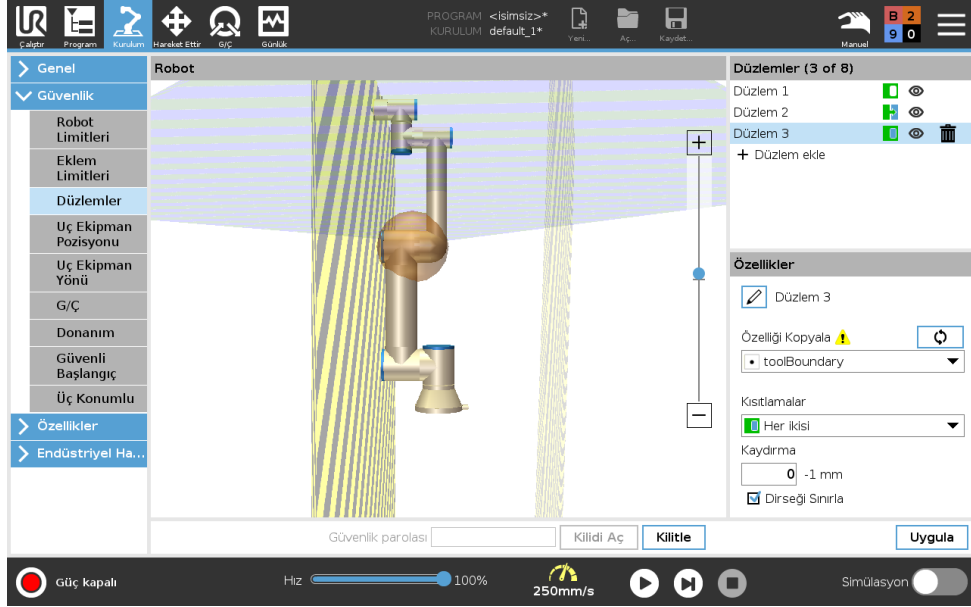 PROGRAM <isimsiz>*
KURULUM default_1*
Çalıştır
Program
Kurulum
Hareket Ettir
G/Ç
Günlük
Yeni...
Aç...
Kaydet...
Manuel
B 2
9 0
Genel
Güvenlik
Robot
Limitleri
Eklem
Limitleri
Düzlemler
Uç Ekipman
Pozisyonu
Uç Ekipman
Yönü
G/Ç
Donanım
Güvenli
Başlangıç
Üç Konumlu
Özellikler
Endüstriyel Ha...
Robot
Düzlemler (3 of 8)
Düzlem 1
Düzlem 2
Düzlem 3
+ Düzlem ekle
Özellikler
Düzlem 3
Özelliği Kopyala
toolBoundary
Kısıtlamalar
Her ikisi
Kaydırma
0 -1 mm
Dirseği Sınırla
Güvenlik parolası
Kilidi Aç
Kilitle
Uygula
Güç kapalı
Hız
100%
250mm/s
Simülasyon